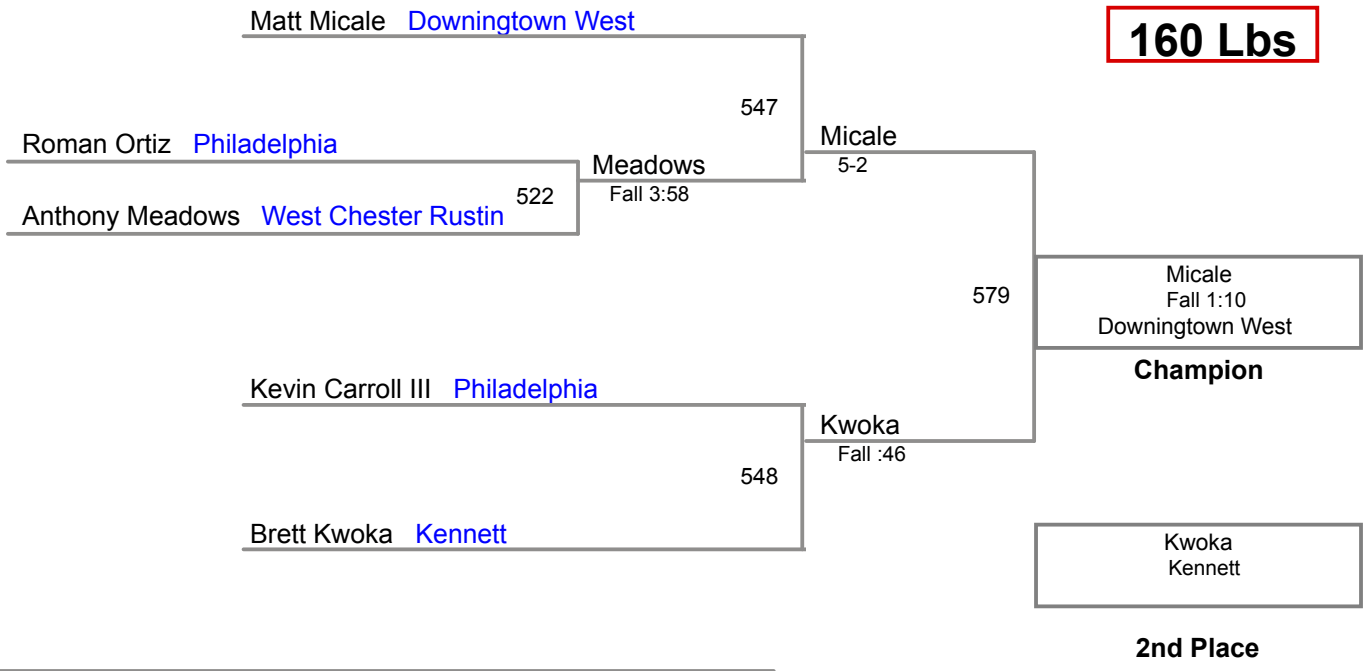 Matt Micale Downingtown West
160 Lbs
547
Roman Ortiz Philadelphia
Micale
5-2
Meadows
Fall 3:58
522
Anthony Meadows West Chester Rustin
579
Micale
Fall 1:10
Downingtown West
Champion
Kevin Carroll III Philadelphia
Kwoka
Fall :46
548
Brett Kwoka Kennett
Kwoka
Kennett
2nd Place